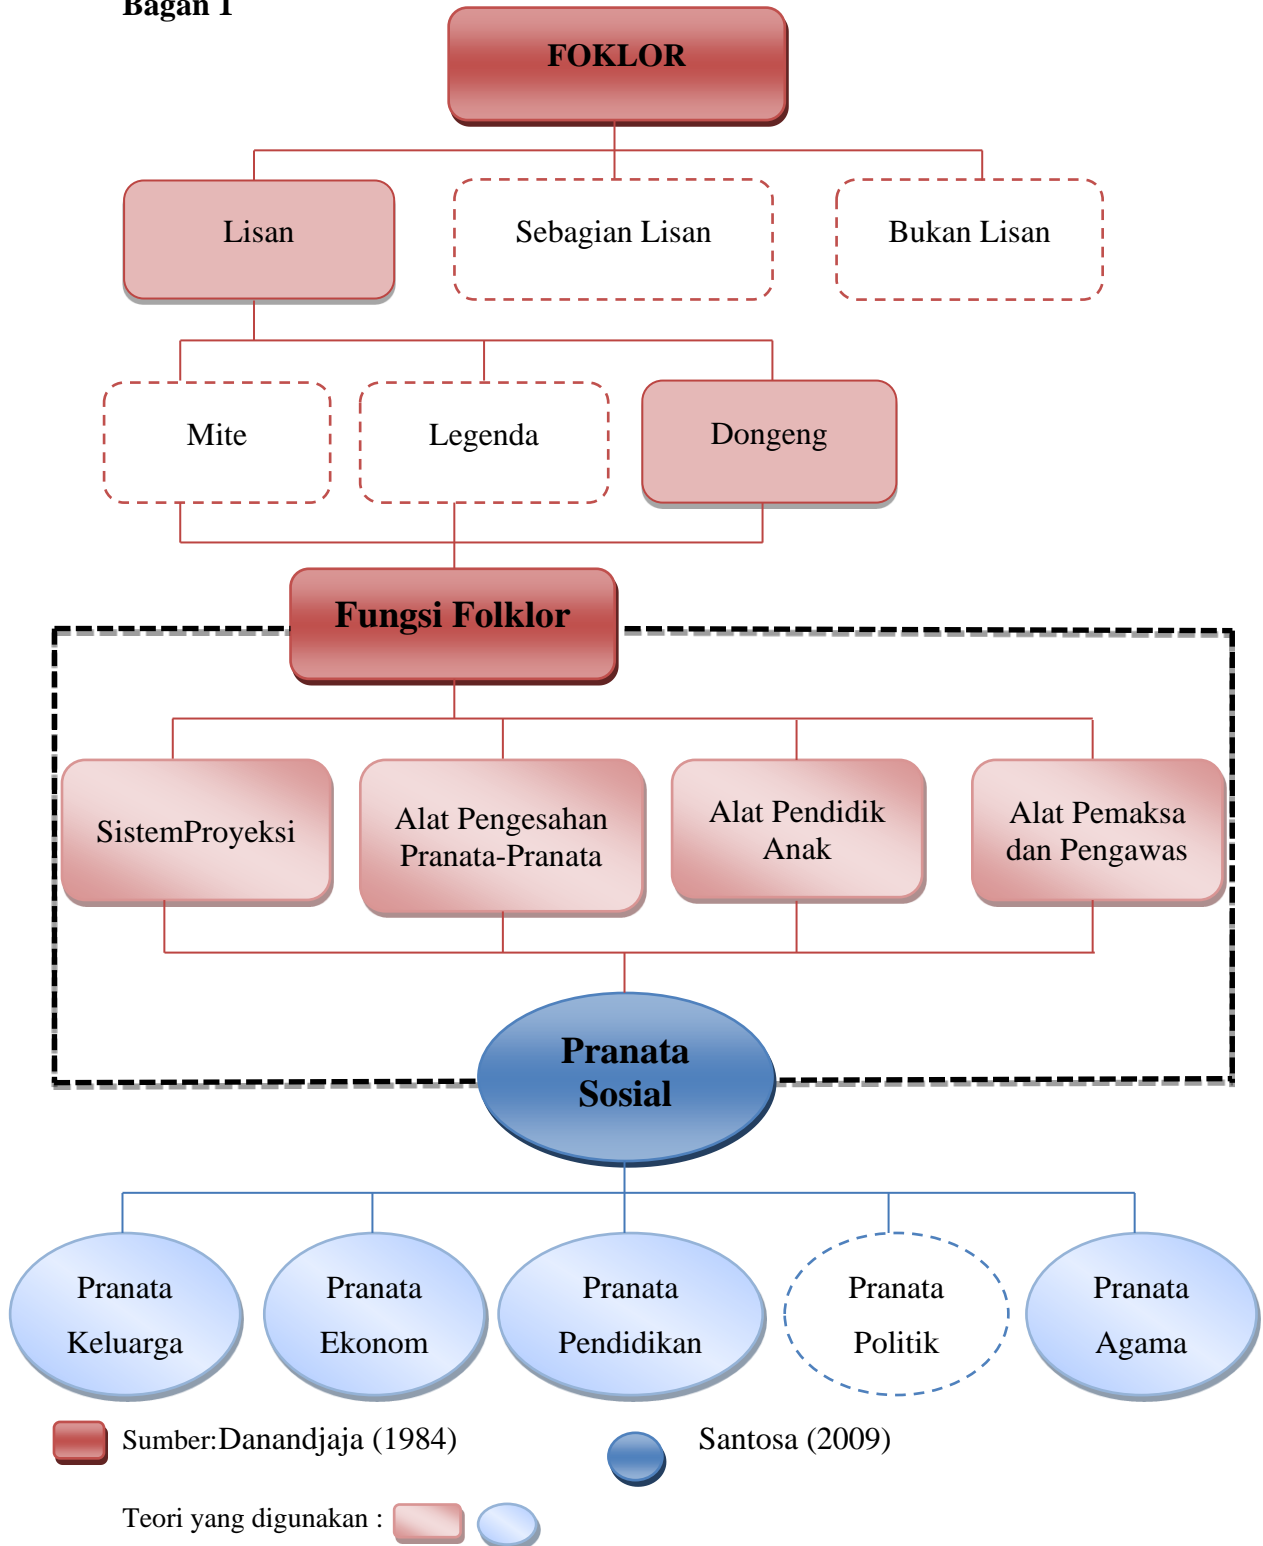 Bagan 1
FOKLOR
Lisan
Sebagian Lisan
Bukan Lisan
Mite
Legenda
Dongeng
Fungsi Folklor
SistemProyeksi
Alat Pengesahan
Pranata-Pranata
Alat Pendidik
Anak
Alat Pemaksa
dan Pengawas
Pranata
Sosial
Pranata
Keluarga
Pranata
Ekonom
Pranata
Pendidikan
Pranata
Politik
Pranata
Agama
Sumber:Danandjaja (1984)
Santosa (2009)
Teori yang digunakan :